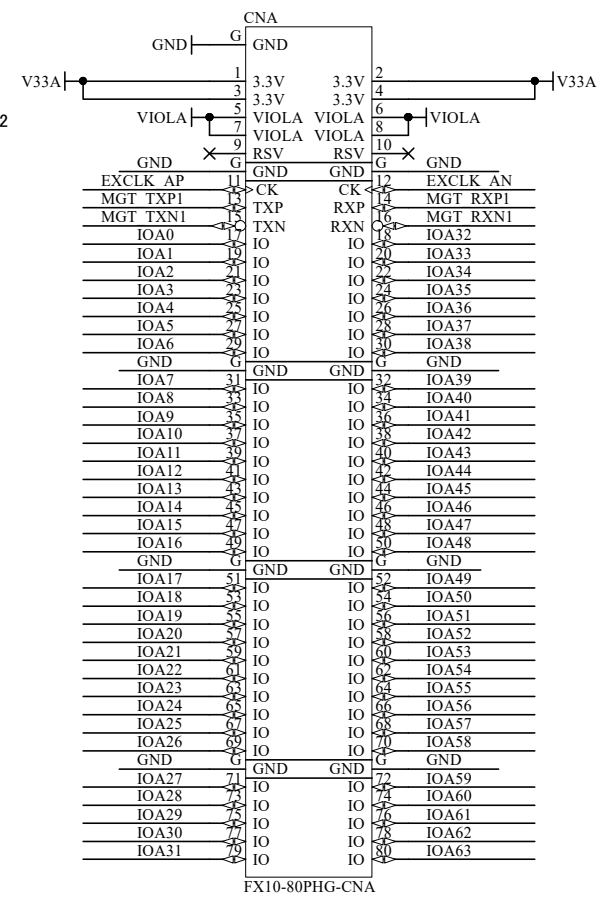 CNA
GND G GND
V33A 1 3.3V 3.3V 2 V33A
3 3.3V 3.3V 4
2 VIOLA 5 VIOLA VIOLA 6 VIOLA
7 VIOLA VIOLA 8
9 RSV RSV 10
GND G GND GND G GND
EXCLK_AP 11 CK CK 12 EXCLK_AN
MGT_TXP1 13 TXP RXP 14 MGT_RXP1
MGT_TXN1 15 TXN RXN 16 MGT_RXN1
IOA0 17 IO IO 18 IOA32
IOA1 19 IO IO 20 IOA33
IOA2 21 IO IO 22 IOA34
IOA3 23 IO IO 24 IOA35
IOA4 25 IO IO 26 IOA36
IOA5 27 IO IO 28 IOA37
IOA6 29 IO IO 30 IOA38
GND G GND GND G GND
IOA7 31 IO IO 32 IOA39
IOA8 33 IO IO 34 IOA40
IOA9 35 IO IO 36 IOA41
IOA10 37 IO IO 38 IOA42
IOA11 39 IO IO 40 IOA43
IOA12 41 IO IO 42 IOA44
IOA13 43 IO IO 44 IOA45
IOA14 45 IO IO 46 IOA46
IOA15 47 IO IO 48 IOA47
IOA16 49 IO IO 50 IOA48
GND G GND GND G GND
IOA17 51 IO IO 52 IOA49
IOA18 53 IO IO 54 IOA50
IOA19 55 IO IO 56 IOA51
IOA20 57 IO IO 58 IOA52
IOA21 59 IO IO 60 IOA53
IOA22 61 IO IO 62 IOA54
IOA23 63 IO IO 64 IOA55
IOA24 65 IO IO 66 IOA56
IOA25 67 IO IO 68 IOA57
IOA26 69 IO IO 70 IOA58
GND G GND GND G GND
IOA27 71 IO IO 72 IOA59
IOA28 73 IO IO 74 IOA60
IOA29 75 IO IO 76 IOA61
IOA30 77 IO IO 78 IOA62
IOA31 79 IO IO 80 IOA63
FX10-80PHG-CNA